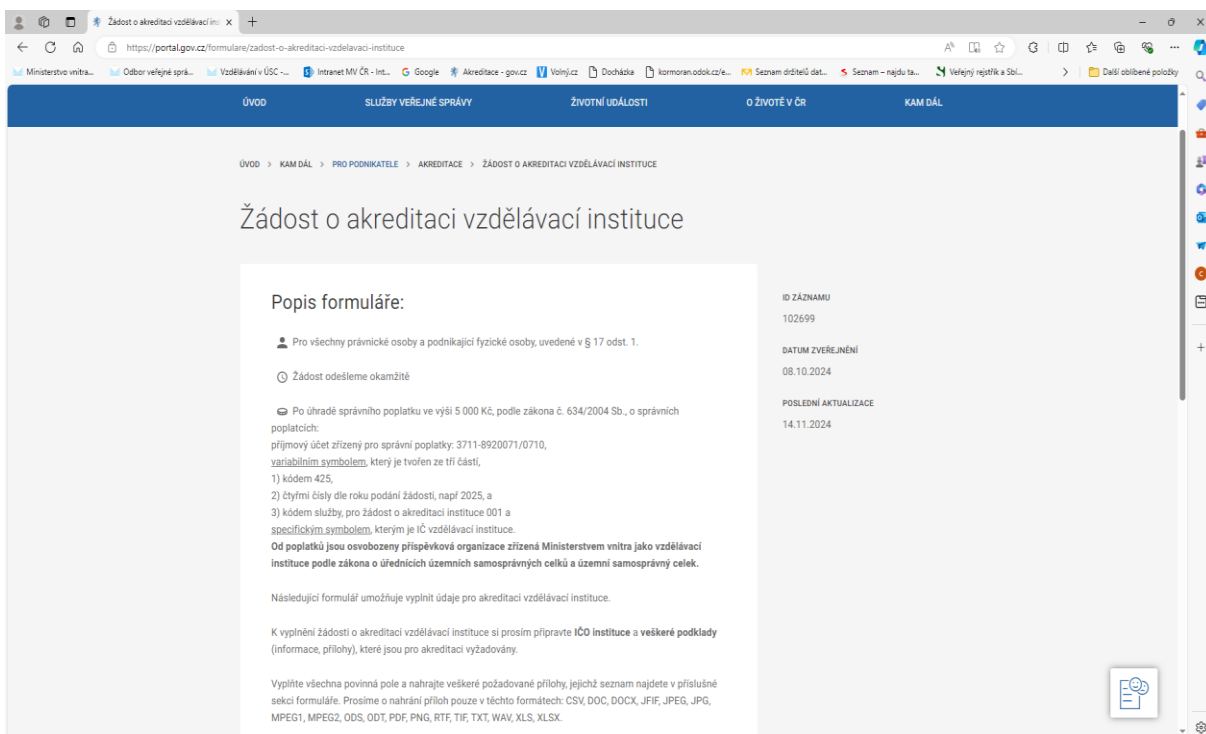 Žádost o akreditaci vzdělávací ins
https://portal.gov.cz/formulare/zadost-o-akreditaci-vzdelavaci-instituce
Ministerstvo vnitra... Odbor veřejné sprá... Vzdělávání v ÚSC -... Intranet MV ČR - Int... Google Akreditace - gov.cz Volný.cz Docházka kormoran.odok.cz/e... Seznam držitelů dat... Seznam – najdu ta... Veřejný rejstřík a Sbí... Další oblíbené položky
ÚVOD SLUŽBY VEŘEJNÉ SPRÁVY ŽIVOTNÍ UDÁLOSTI O ŽIVOTĚ V ČR KAM DÁL
ÚVOD > KAM DÁL > PRO PODNIKATELE > AKREDITACE > ŽÁDOST O AKREDITACI VZDĚLÁVACÍ INSTITUCE
Žádost o akreditaci vzdělávací instituce
Popis formuláře:
Pro všechny právnické osoby a podnikající fyzické osoby, uvedené v § 17 odst. 1.
Žádost odešleme okamžitě
Po úhradě správního poplatku ve výši 5 000 Kč, podle zákona č. 634/2004 Sb., o správních
poplatcích:
příjmový účet zřízený pro správní poplatky: 3711-8920071/0710,
variabilním symbolem, který je tvořen ze tří částí,
1) kódem 425,
2) čtyřmi čísly dle roku podání žádosti, např 2025, a
3) kódem služby, pro žádost o akreditaci instituce 001 a
specifickým symbolem, kterým je IČ vzdělávací instituce.
Od poplatků jsou osvobozeny příspěvková organizace zřízená Ministerstvem vnitra jako vzdělávací
instituce podle zákona o úřednících územních samosprávných celků a územní samosprávný celek.
Následující formulář umožňuje vyplnit údaje pro akreditaci vzdělávací instituce.
K vyplnění žádosti o akreditaci vzdělávací instituce si prosím připravte IČO instituce a veškeré podklady
(informace, přílohy), které jsou pro akreditaci vyžadovány.
Vyplňte všechna povinná pole a nahrajte veškeré požadované přílohy, jejichž seznam najdete v příslušné
sekci formuláře. Prosíme o nahrání příloh pouze v těchto formátech: CSV, DOC, DOCX, JFIF, JPEG, JPG,
MPEG1, MPEG2, ODS, ODT, PDF, PNG, RTF, TIF, TXT, WAV, XLS, XLSX.
ID ZÁZNAMU
102699
DATUM ZVEŘEJNĚNÍ
08.10.2024
POSLEDNÍ AKTUALIZACE
14.11.2024